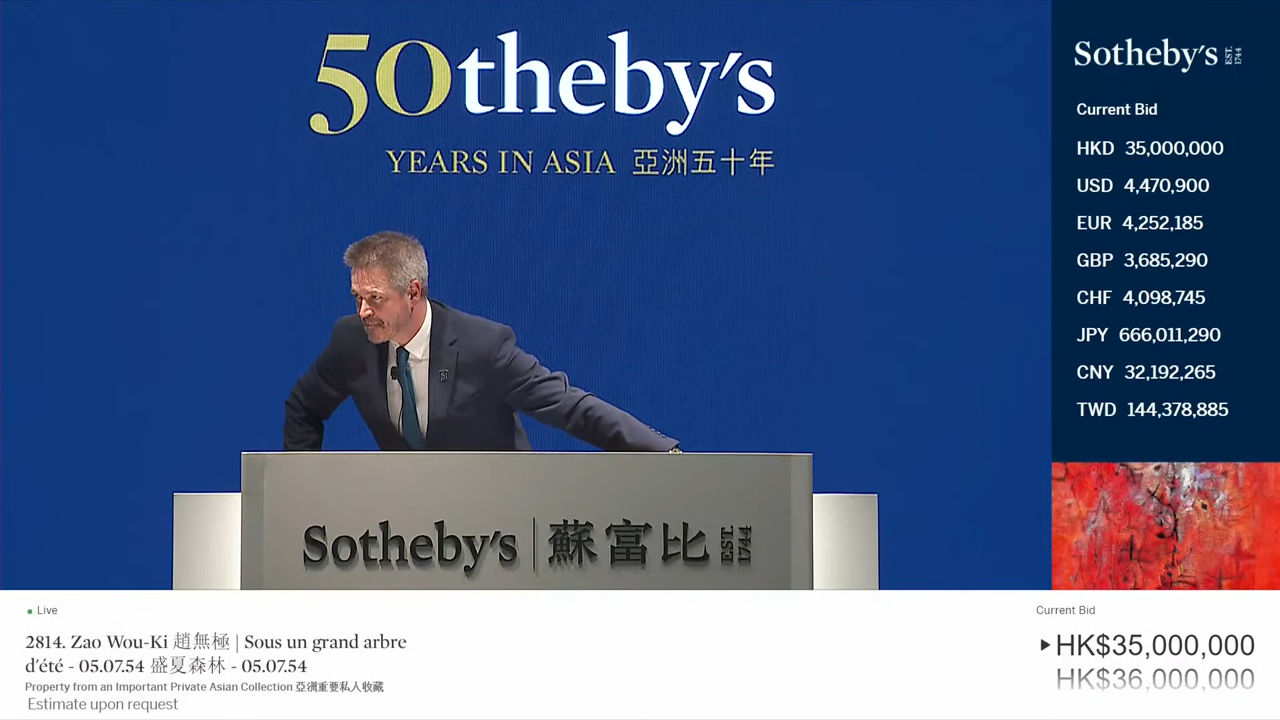 50theby's
YEARS IN ASIA 亞洲五十年
Sotheby's | 蘇富比 EST. 1744
Sotheby's EST. 1744
Current Bid
HKD 35,000,000
USD 4,470,900
EUR 4,252,185
GBP 3,685,290
CHF 4,098,745
JPY 666,011,290
CNY 32,192,265
TWD 144,378,885
Live
2814. Zao Wou-Ki 趙無極 | Sous un grand arbre
d'été - 05.07.54 盛夏森林 - 05.07.54
Property from an Important Private Asian Collection 亞洲重要私人收藏
Estimate upon request
Current Bid
HK$35,000,000
HK$36,000,000